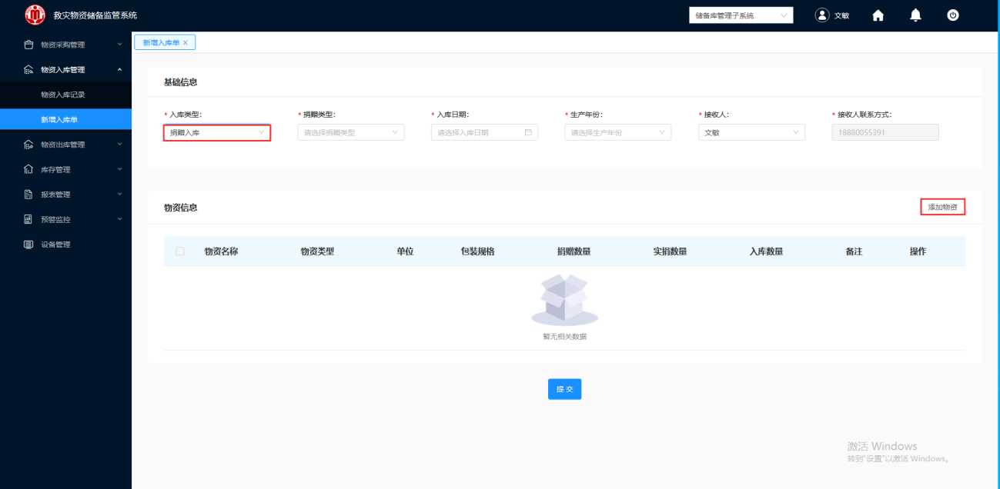 救灾物资储备监管系统
储备库管理子系统
文敏
物资采购管理
物资入库管理
物资入库记录
新增入库单
物资出库管理
库存管理
报表管理
预警监控
设备管理
新增入库单 ×
基础信息
* 入库类型:
* 捐赠类型:
* 入库日期:
* 生产年份:
* 接收人:
* 接收人联系方式:
捐赠入库
请选择捐赠类型
请选择入库日期
请选择生产年份
文敏
18880055391
物资信息
添加物资
物资名称 物资类型 单位 包装规格 捐赠数量 实捐数量 入库数量 备注 操作
暂无相关数据
提 交
激活 Windows
转到"设置"以激活 Windows。